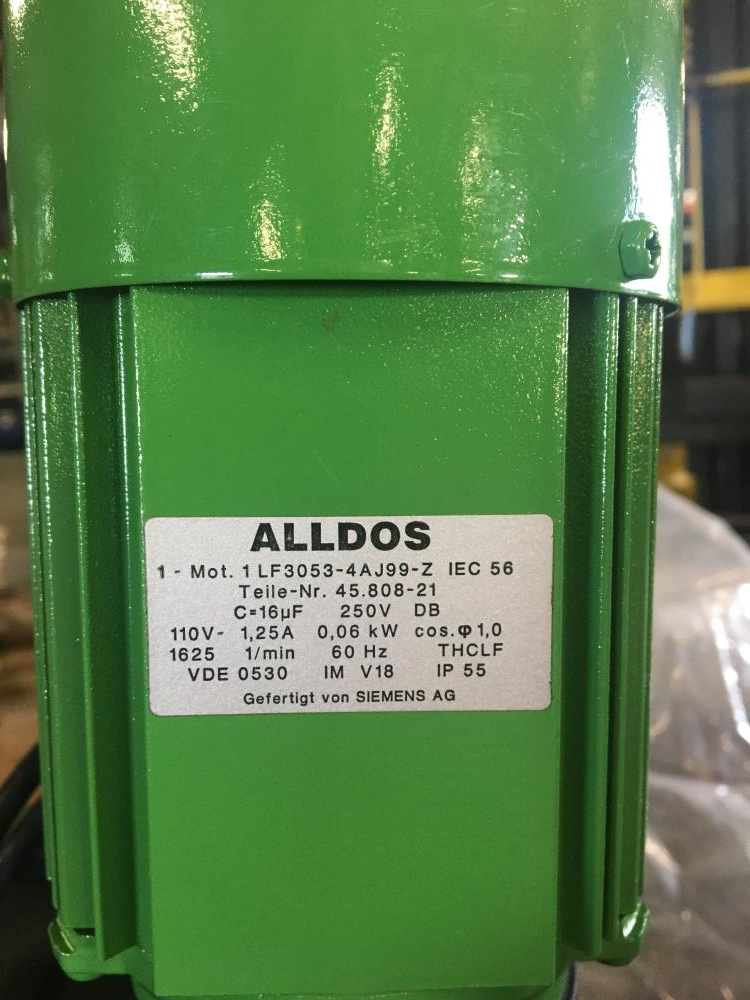 ALLDOS
1 - Mot. 1 LF3053-4AJ99-Z IEC 56
Teile-Nr. 45.808-21
C=16µF 250V DB
110V- 1,25A 0,06 kW cos.φ 1,0
1625 1/min 60 Hz THCLF
VDE 0530 IM V18 IP 55
Gefertigt von SIEMENS AG